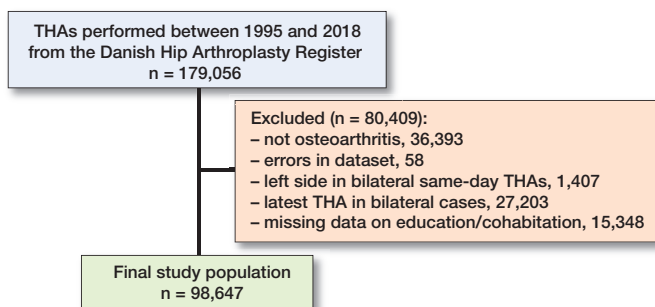 THAs performed between 1995 and 2018
from the Danish Hip Arthroplasty Register
n = 179,056
Excluded (n = 80,409):
– not osteoarthritis, 36,393
– errors in dataset, 58
– left side in bilateral same-day THAs, 1,407
– latest THA in bilateral cases, 27,203
– missing data on education/cohabitation, 15,348
Final study population
n = 98,647